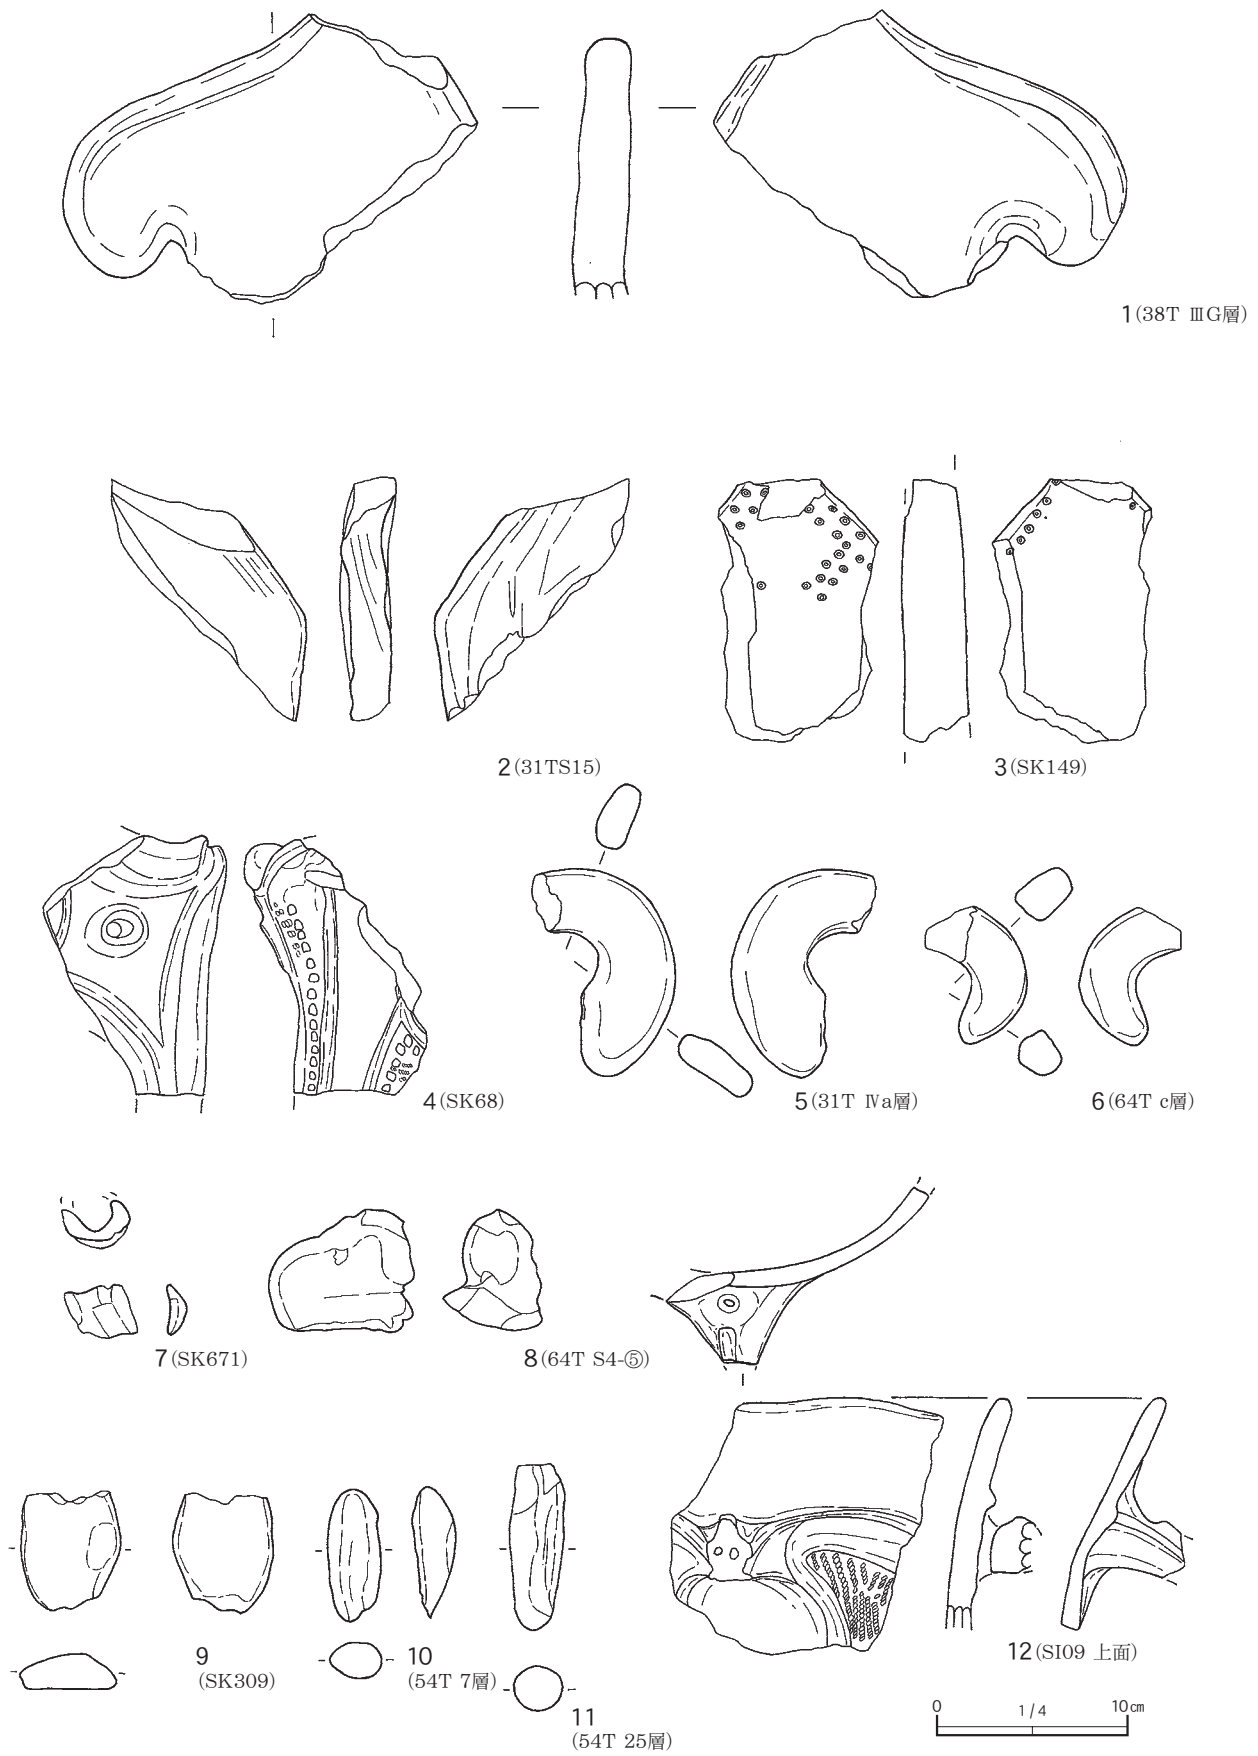 1(38T ⅢG層)
2(31TS15)
3(SK149)
4(SK68)
5(31T Ⅳa層)
6(64T c層)
7(SK671)
8(64T S4-⑤)
9
(SK309)
10
(54T 7層)
11
(54T 25層)
12(SI09 上面)
0 1/4 10㎝